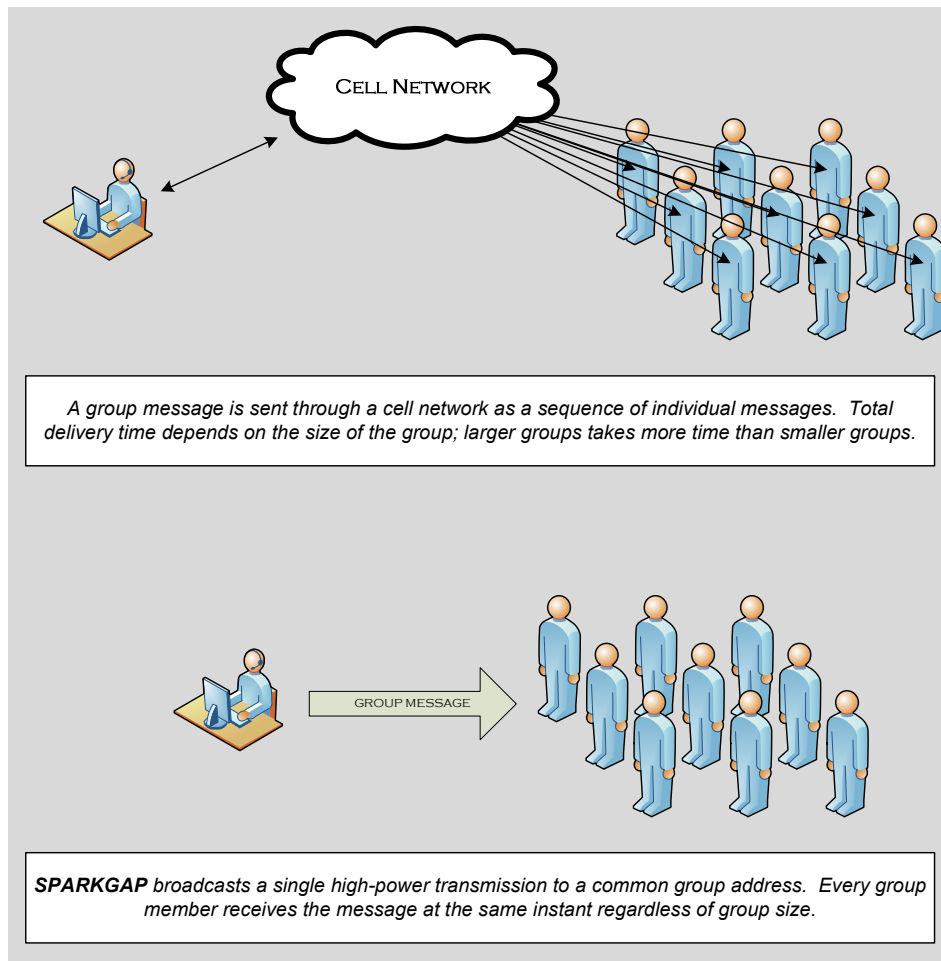 CELL NETWORK
A group message is sent through a cell network as a sequence of individual messages.  Total
delivery time depends on the size of the group; larger groups takes more time than smaller groups.
GROUP MESSAGE
SPARKGAP broadcasts a single high-power transmission to a common group address.  Every group
member receives the message at the same instant regardless of group size.